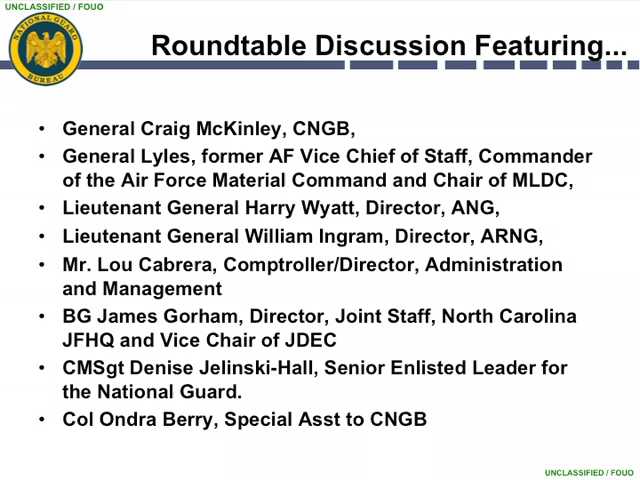 UNCLASSIFIED / FOUO
NATIONAL GUARD
BUREAU
Roundtable Discussion Featuring...
• General Craig McKinley, CNGB,
• General Lyles, former AF Vice Chief of Staff, Commander
of the Air Force Material Command and Chair of MLDC,
• Lieutenant General Harry Wyatt, Director, ANG,
• Lieutenant General William Ingram, Director, ARNG,
• Mr. Lou Cabrera, Comptroller/Director, Administration
and Management
• BG James Gorham, Director, Joint Staff, North Carolina
JFHQ and Vice Chair of JDEC
• CMSgt Denise Jelinski-Hall, Senior Enlisted Leader for
the National Guard.
• Col Ondra Berry, Special Asst to CNGB
UNCLASSIFIED / FOUO